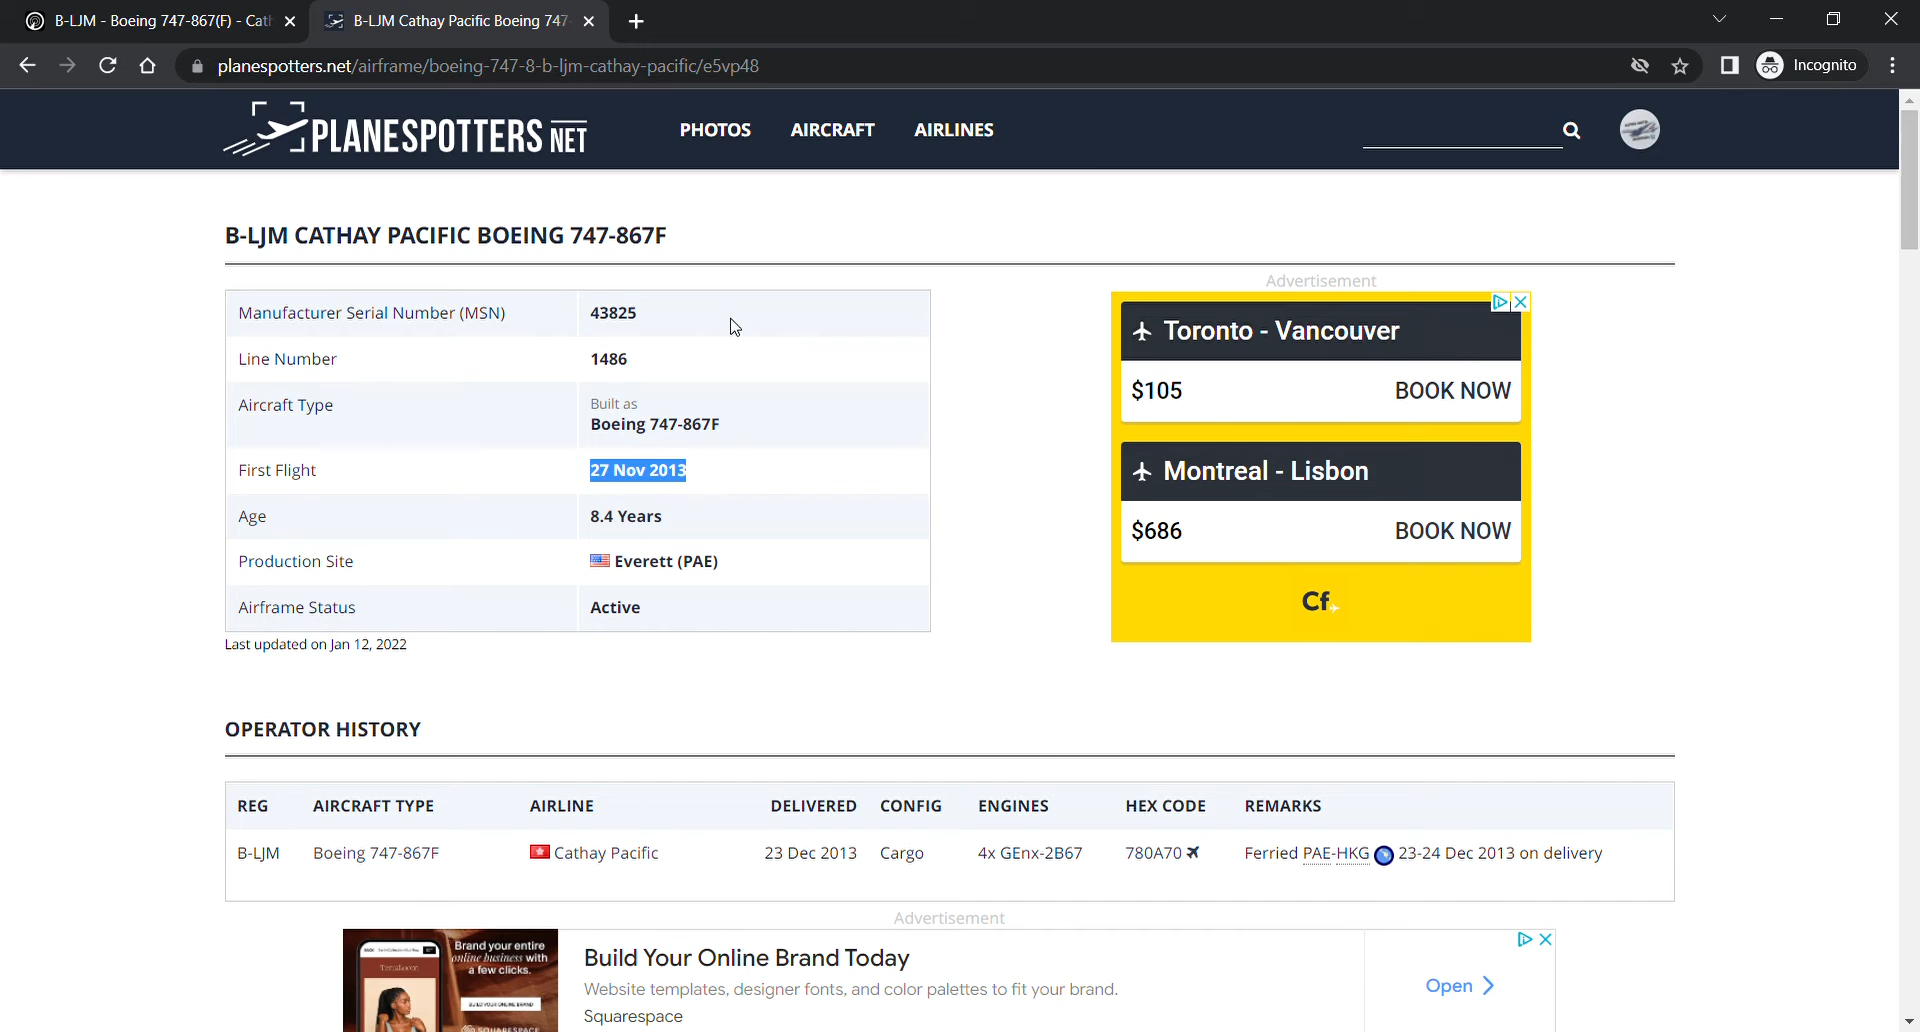 B-LJM - Boeing 747-867(F) - Cath
B-LJM Cathay Pacific Boeing 747-
planespotters.net/airframe/boeing-747-8-b-ljm-cathay-pacific/e5vp48
Incognito
PLANESPOTTERS NET
PHOTOS
AIRCRAFT
AIRLINES
B-LJM CATHAY PACIFIC BOEING 747-867F
Manufacturer Serial Number (MSN) 43825
Line Number 1486
Aircraft Type Built as
Boeing 747-867F
First Flight 27 Nov 2013
Age 8.4 Years
Production Site Everett (PAE)
Airframe Status Active
Last updated on Jan 12, 2022
Advertisement
Toronto - Vancouver
$105 BOOK NOW
Montreal - Lisbon
$686 BOOK NOW
Cf
OPERATOR HISTORY
REG AIRCRAFT TYPE AIRLINE DELIVERED CONFIG ENGINES HEX CODE REMARKS
B-LJM Boeing 747-867F Cathay Pacific 23 Dec 2013 Cargo 4x GEnx-2B67 780A70 Ferried PAE-HKG 23-24 Dec 2013 on delivery
Advertisement
Brand your entire
online business with
a few clicks.
BUILD YOUR ONLINE BRAND
SQUARESPACE
Build Your Online Brand Today
Website templates, designer fonts, and color palettes to fit your brand.
Squarespace
Open